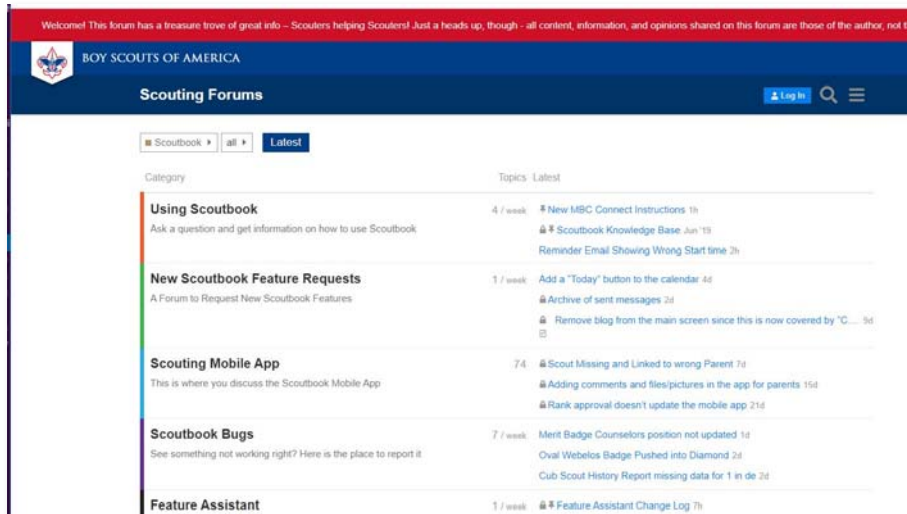 Welcome! This forum has a treasure trove of great info – Scouters helping Scouters! Just a heads up, though - all content, information, and opinions shared on this forum are those of the author, not t
BOY SCOUTS OF AMERICA
Scouting Forums
Log In
Scoutbook
all
Latest
Category Topics Latest
Using Scoutbook 4 / week New MBC Connect Instructions 1h
Ask a question and get information on how to use Scoutbook Scoutbook Knowledge Base Jun '19
Reminder Email Showing Wrong Start time 2h
New Scoutbook Feature Requests 1 / week Add a "Today" button to the calendar 4d
A Forum to Request New Scoutbook Features Archive of sent messages 2d
Remove blog from the main screen since this is now covered by "C... 9d
Scouting Mobile App 74 Scout Missing and Linked to wrong Parent 7d
This is where you discuss the Scoutbook Mobile App Adding comments and files/pictures in the app for parents 15d
Rank approval doesn't update the mobile app 21d
Scoutbook Bugs 7 / week Merit Badge Counselors position not updated 1d
See something not working right? Here is the place to report it Oval Webelos Badge Pushed into Diamond 2d
Cub Scout History Report missing data for 1 in de 2d
Feature Assistant 1 / week Feature Assistant Change Log 7h